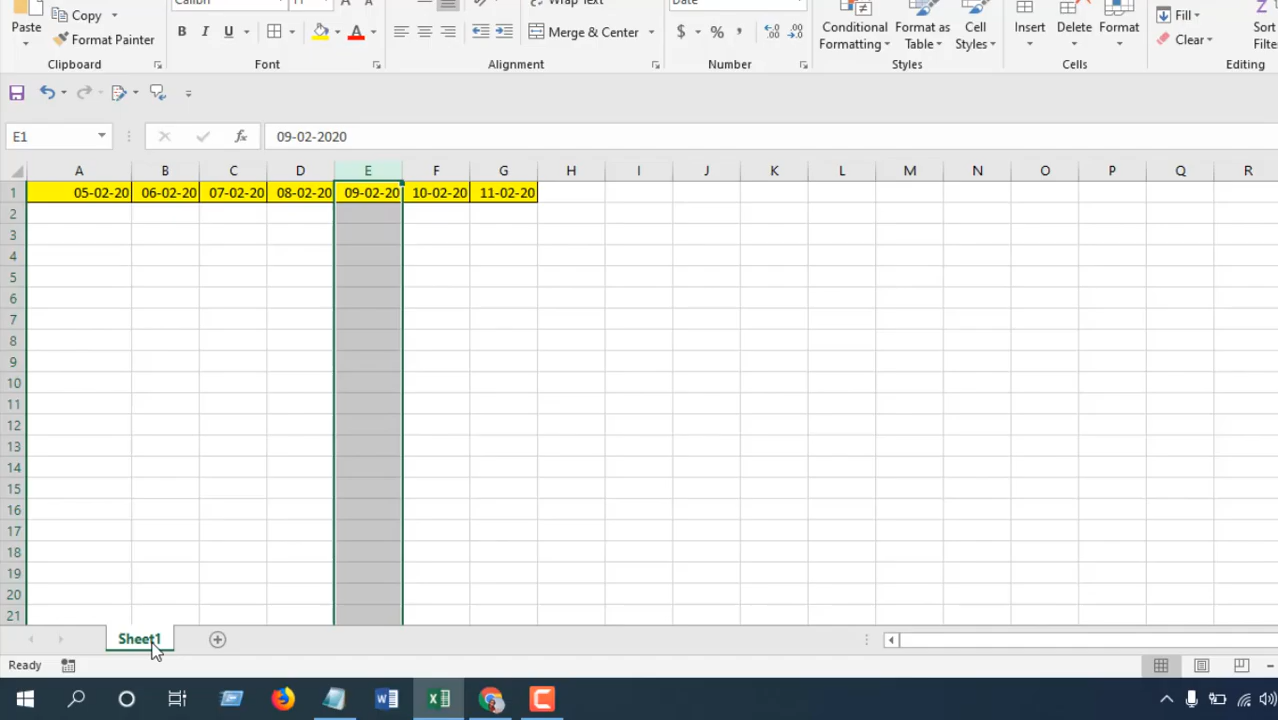 Paste
Copy
Format Painter
Clipboard
B I U A
Font
Wrap Text
Merge & Center
Alignment
Date
$ % ,
Number
Conditional Formatting
Format as Table
Cell Styles
Styles
Insert
Delete
Format
Cells
Fill
Clear
Sort
Filte
Editing
E1 fx 09-02-2020
A B C D E F G H I J K L M N O P Q R
1 05-02-20 06-02-20 07-02-20 08-02-20 09-02-20 10-02-20 11-02-20
2
3
4
5
6
7
8
9
10
11
12
13
14
15
16
17
18
19
20
21
Sheet1
Ready